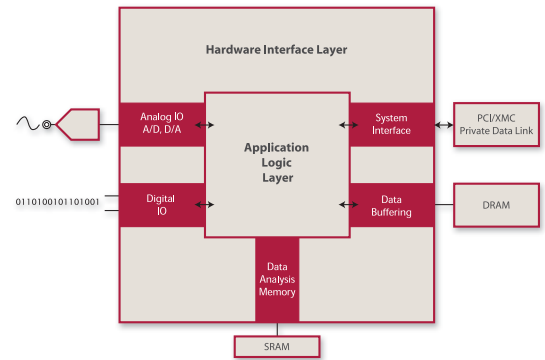 Hardware Interface Layer
Analog IO
A/D, D/A
System
Interface
PCI/XMC
Private Data Link
Application
Logic
Layer
0110100101101001
Digital
IO
Data
Buffering
DRAM
Data
Analysis
Memory
SRAM